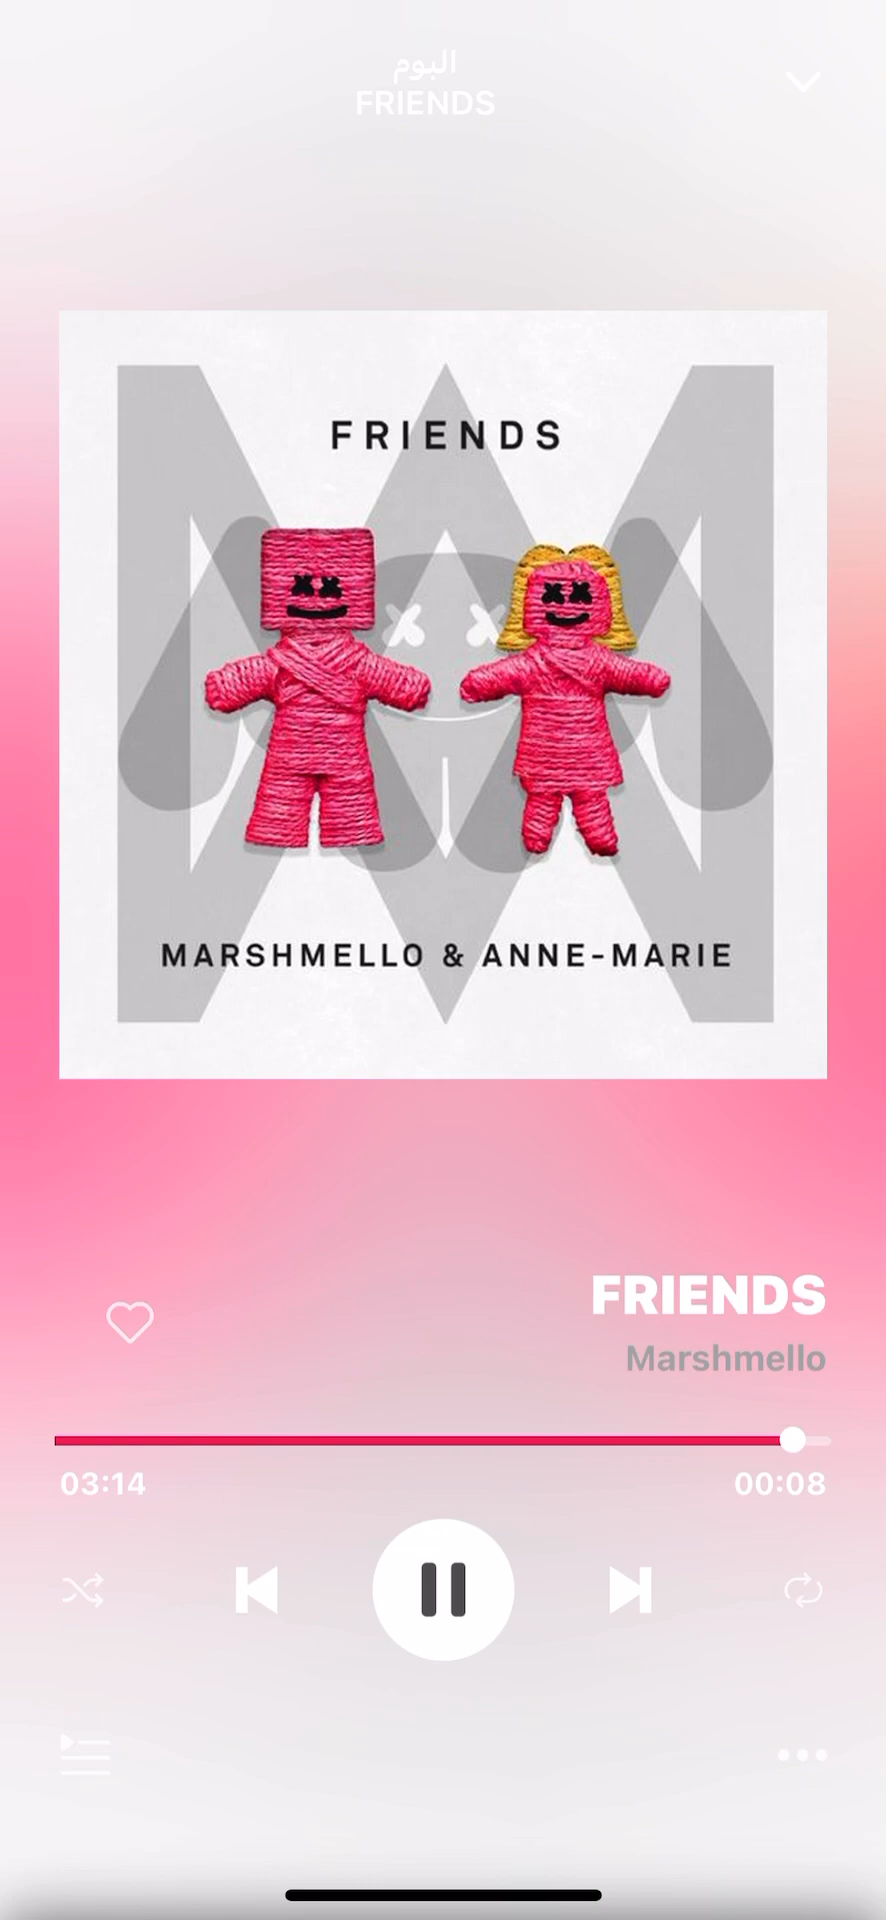 البوم
FRIENDS
FRIENDS
MARSHMELLO & ANNE-MARIE
FRIENDS
Marshmello
03:14
00:08